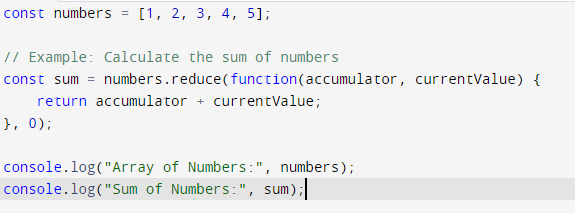 const numbers = [1, 2, 3, 4, 5];
// Example: Calculate the sum of numbers
const sum = numbers.reduce(function(accumulator, currentValue) {
    return accumulator + currentValue;
}, 0);
console.log("Array of Numbers:", numbers);
console.log("Sum of Numbers:", sum);